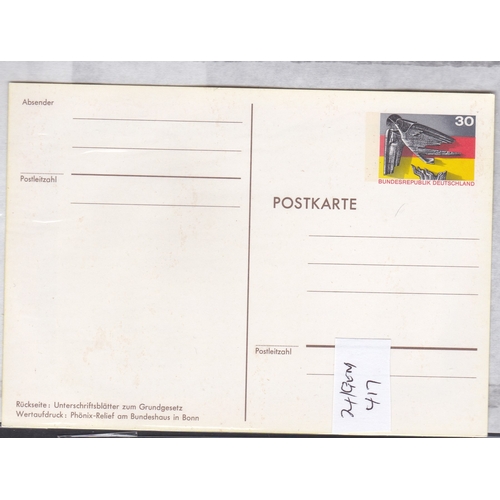 Absender
30
BUNDESREPUBLIK DEUTSCHLAND
Postleitzahl
POSTKARTE
Postleitzahl
Rückseite: Unterschriftsblätter zum Grundgesetz
Wertaufdruck: Phönix-Relief am Bundeshaus in Bonn